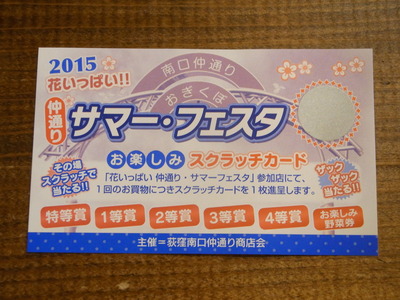 2015
花いっぱい!!
南口仲通り
おぎくぼ
仲通り
サマー・フェスタ
お楽しみ スクラッチカード
その場
スクラッチで
当たる!!
「花いっぱい 仲通り・サマーフェスタ」参加店にて、
1回のお買物につきスクラッチカードを1枚進呈します。
ザック
ザック
当たる!!
特等賞
1等賞
2等賞
3等賞
4等賞
お楽しみ
野菜券
主催=荻窪南口仲通り商店会